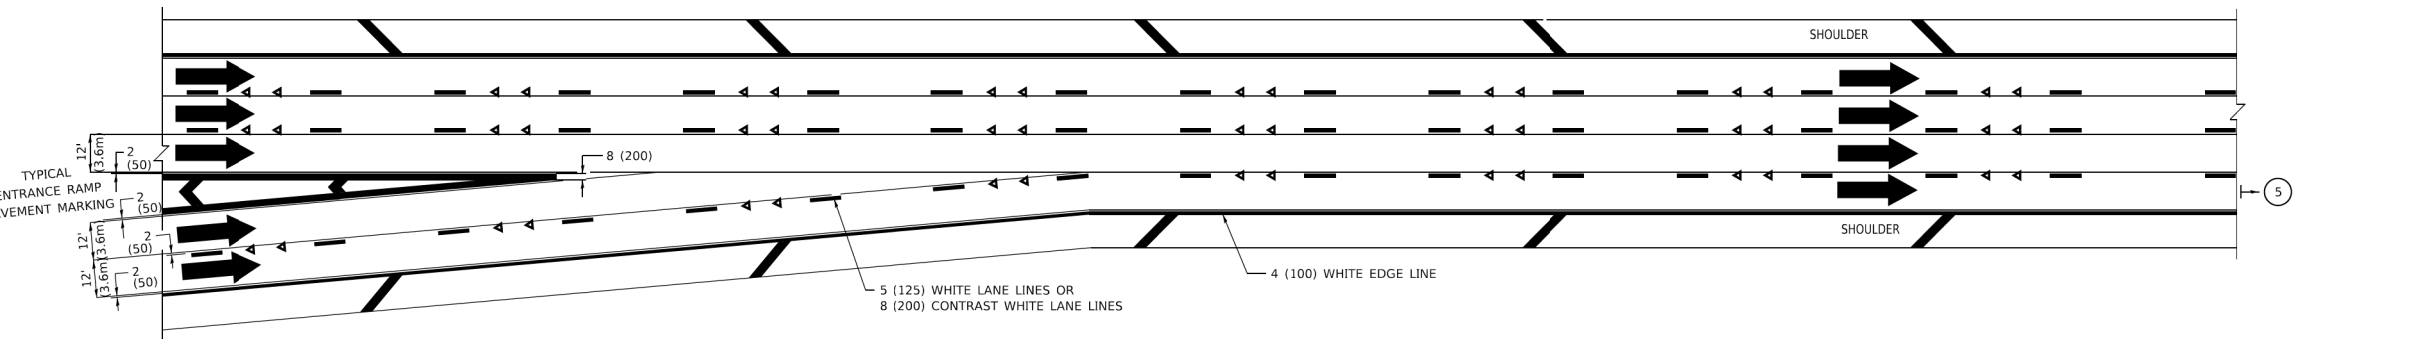 SHOULDER
8 (200)
12'
(3.6m)
2
(50)
TYPICAL
ENTRANCE RAMP
VEMENT MARKING
2
(50)
12'
(3.6m)
2
(50)
12'
(3.6m)
2
(50)
5
SHOULDER
4 (100) WHITE EDGE LINE
5 (125) WHITE LANE LINES OR
8 (200) CONTRAST WHITE LANE LINES